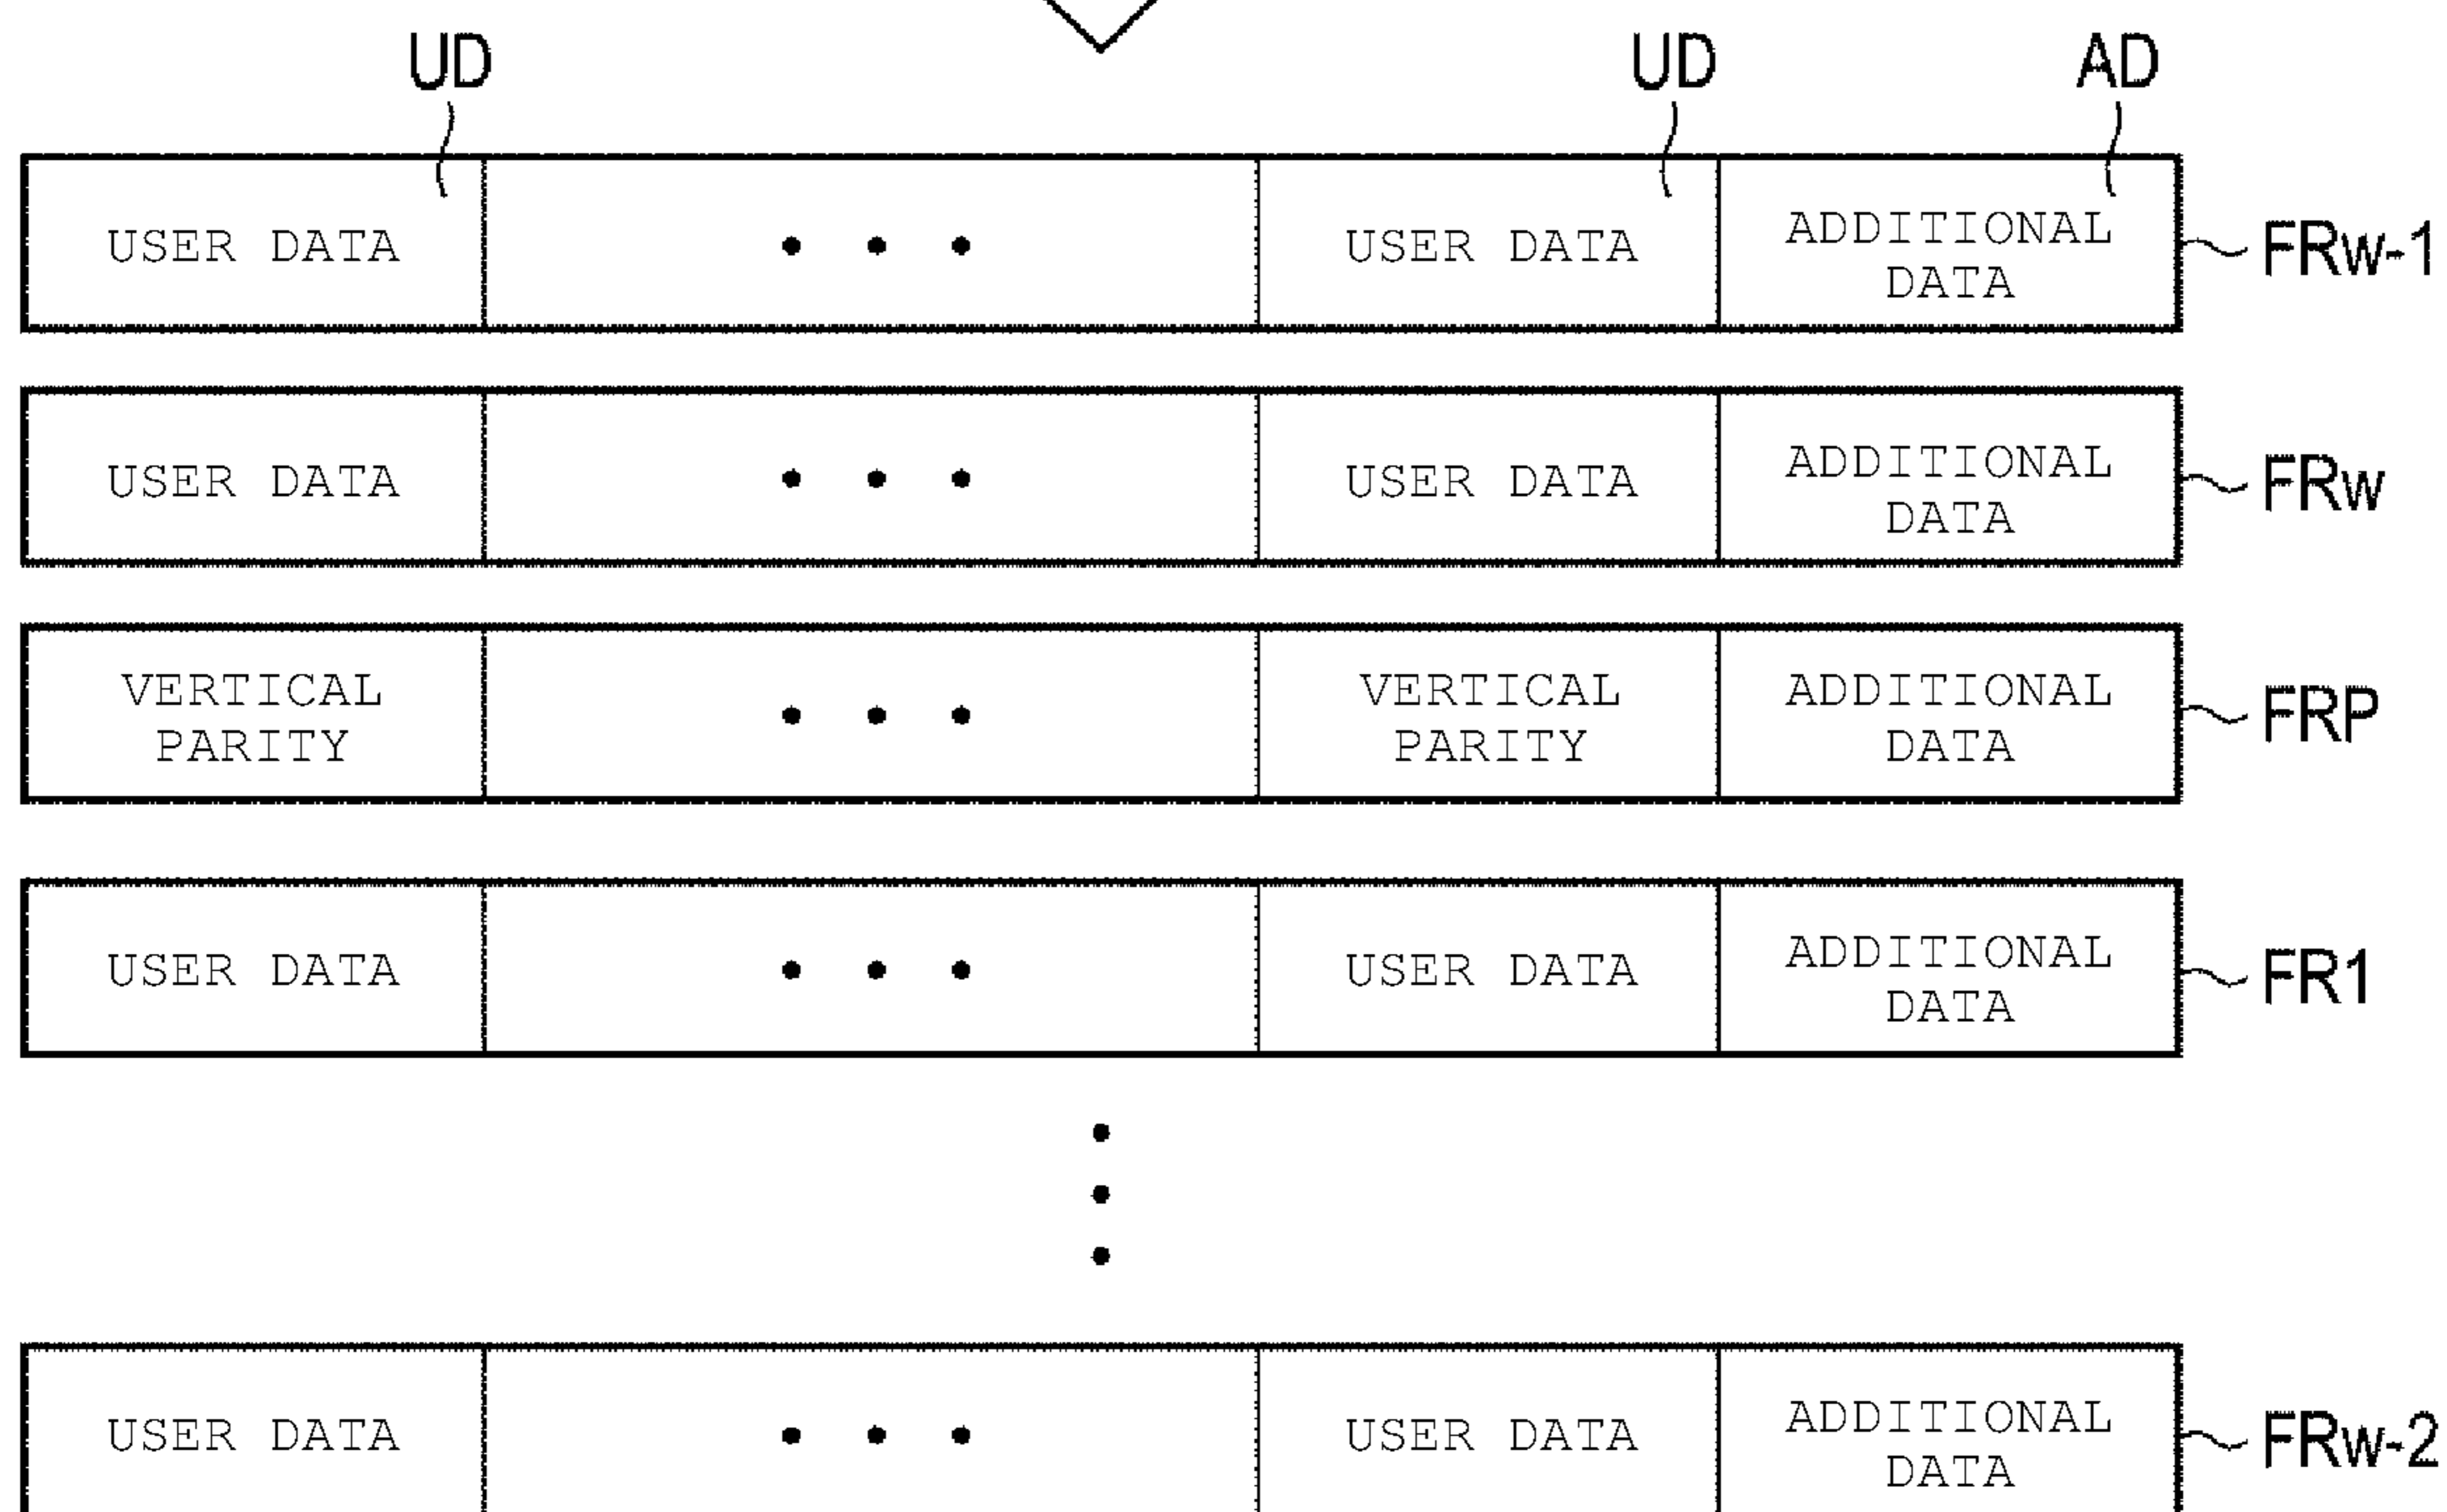 UD UD AD
USER DATA • • • USER DATA ADDITIONAL DATA FRw-1
USER DATA • • • USER DATA ADDITIONAL DATA FRw
VERTICAL PARITY • • • VERTICAL PARITY ADDITIONAL DATA FRP
USER DATA • • • USER DATA ADDITIONAL DATA FR1
USER DATA • • • USER DATA ADDITIONAL DATA FRw-2